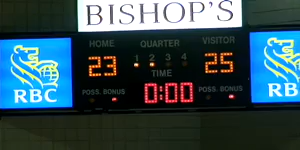 BISHOP'S
HOME QUARTER VISITOR
23 1 2 3 4 25
TIME
POSS. BONUS 0:00 POSS. BONUS
RBC RBC